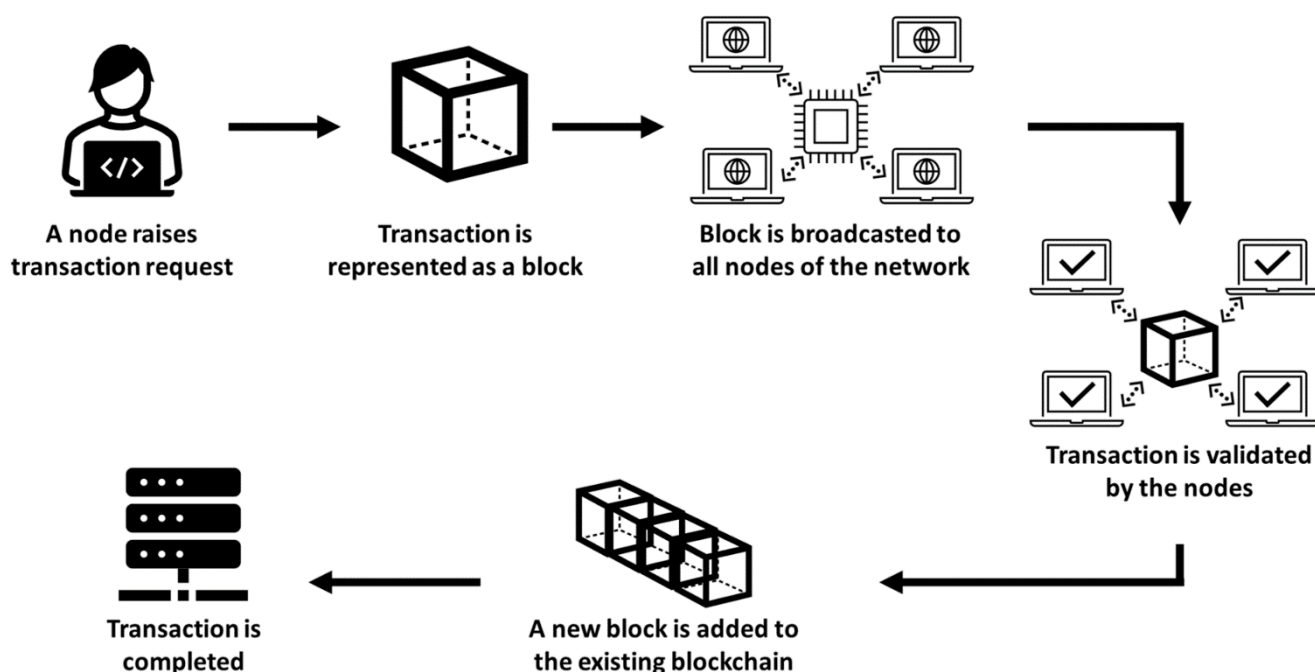 </>
A node raises
transaction request
Transaction is
represented as a block
Block is broadcasted to
all nodes of the network
Transaction is validated
by the nodes
A new block is added to
the existing blockchain
Transaction is
completed